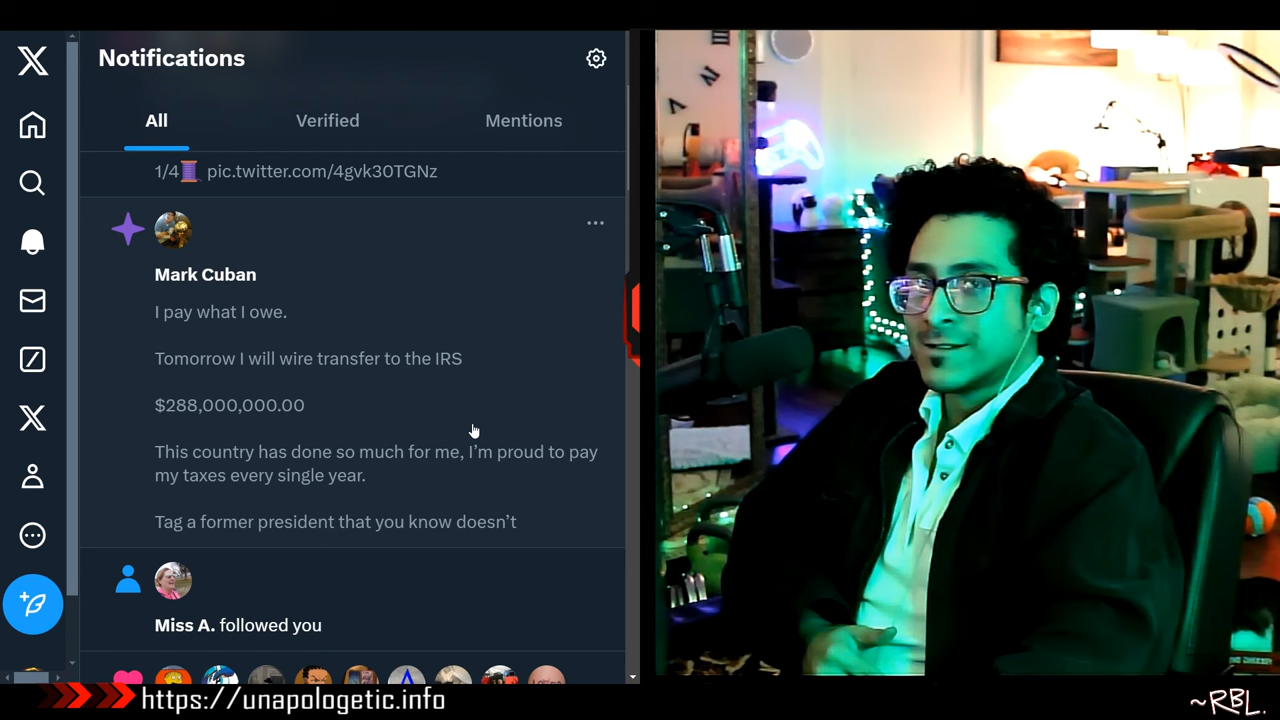 Notifications
All
Verified
Mentions
1/4🧵 pic.twitter.com/4gvk30TGNz
Mark Cuban
I pay what I owe.
Tomorrow I will wire transfer to the IRS
$288,000,000.00
This country has done so much for me, I’m proud to pay
my taxes every single year.
Tag a former president that you know doesn’t
Miss A. followed you
https://unapologetic.info
~RBL.